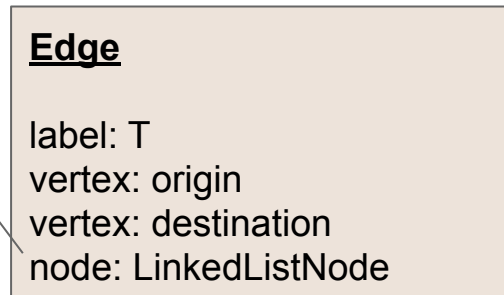 Edge
label: T
vertex: origin
vertex: destination
node: LinkedListNode